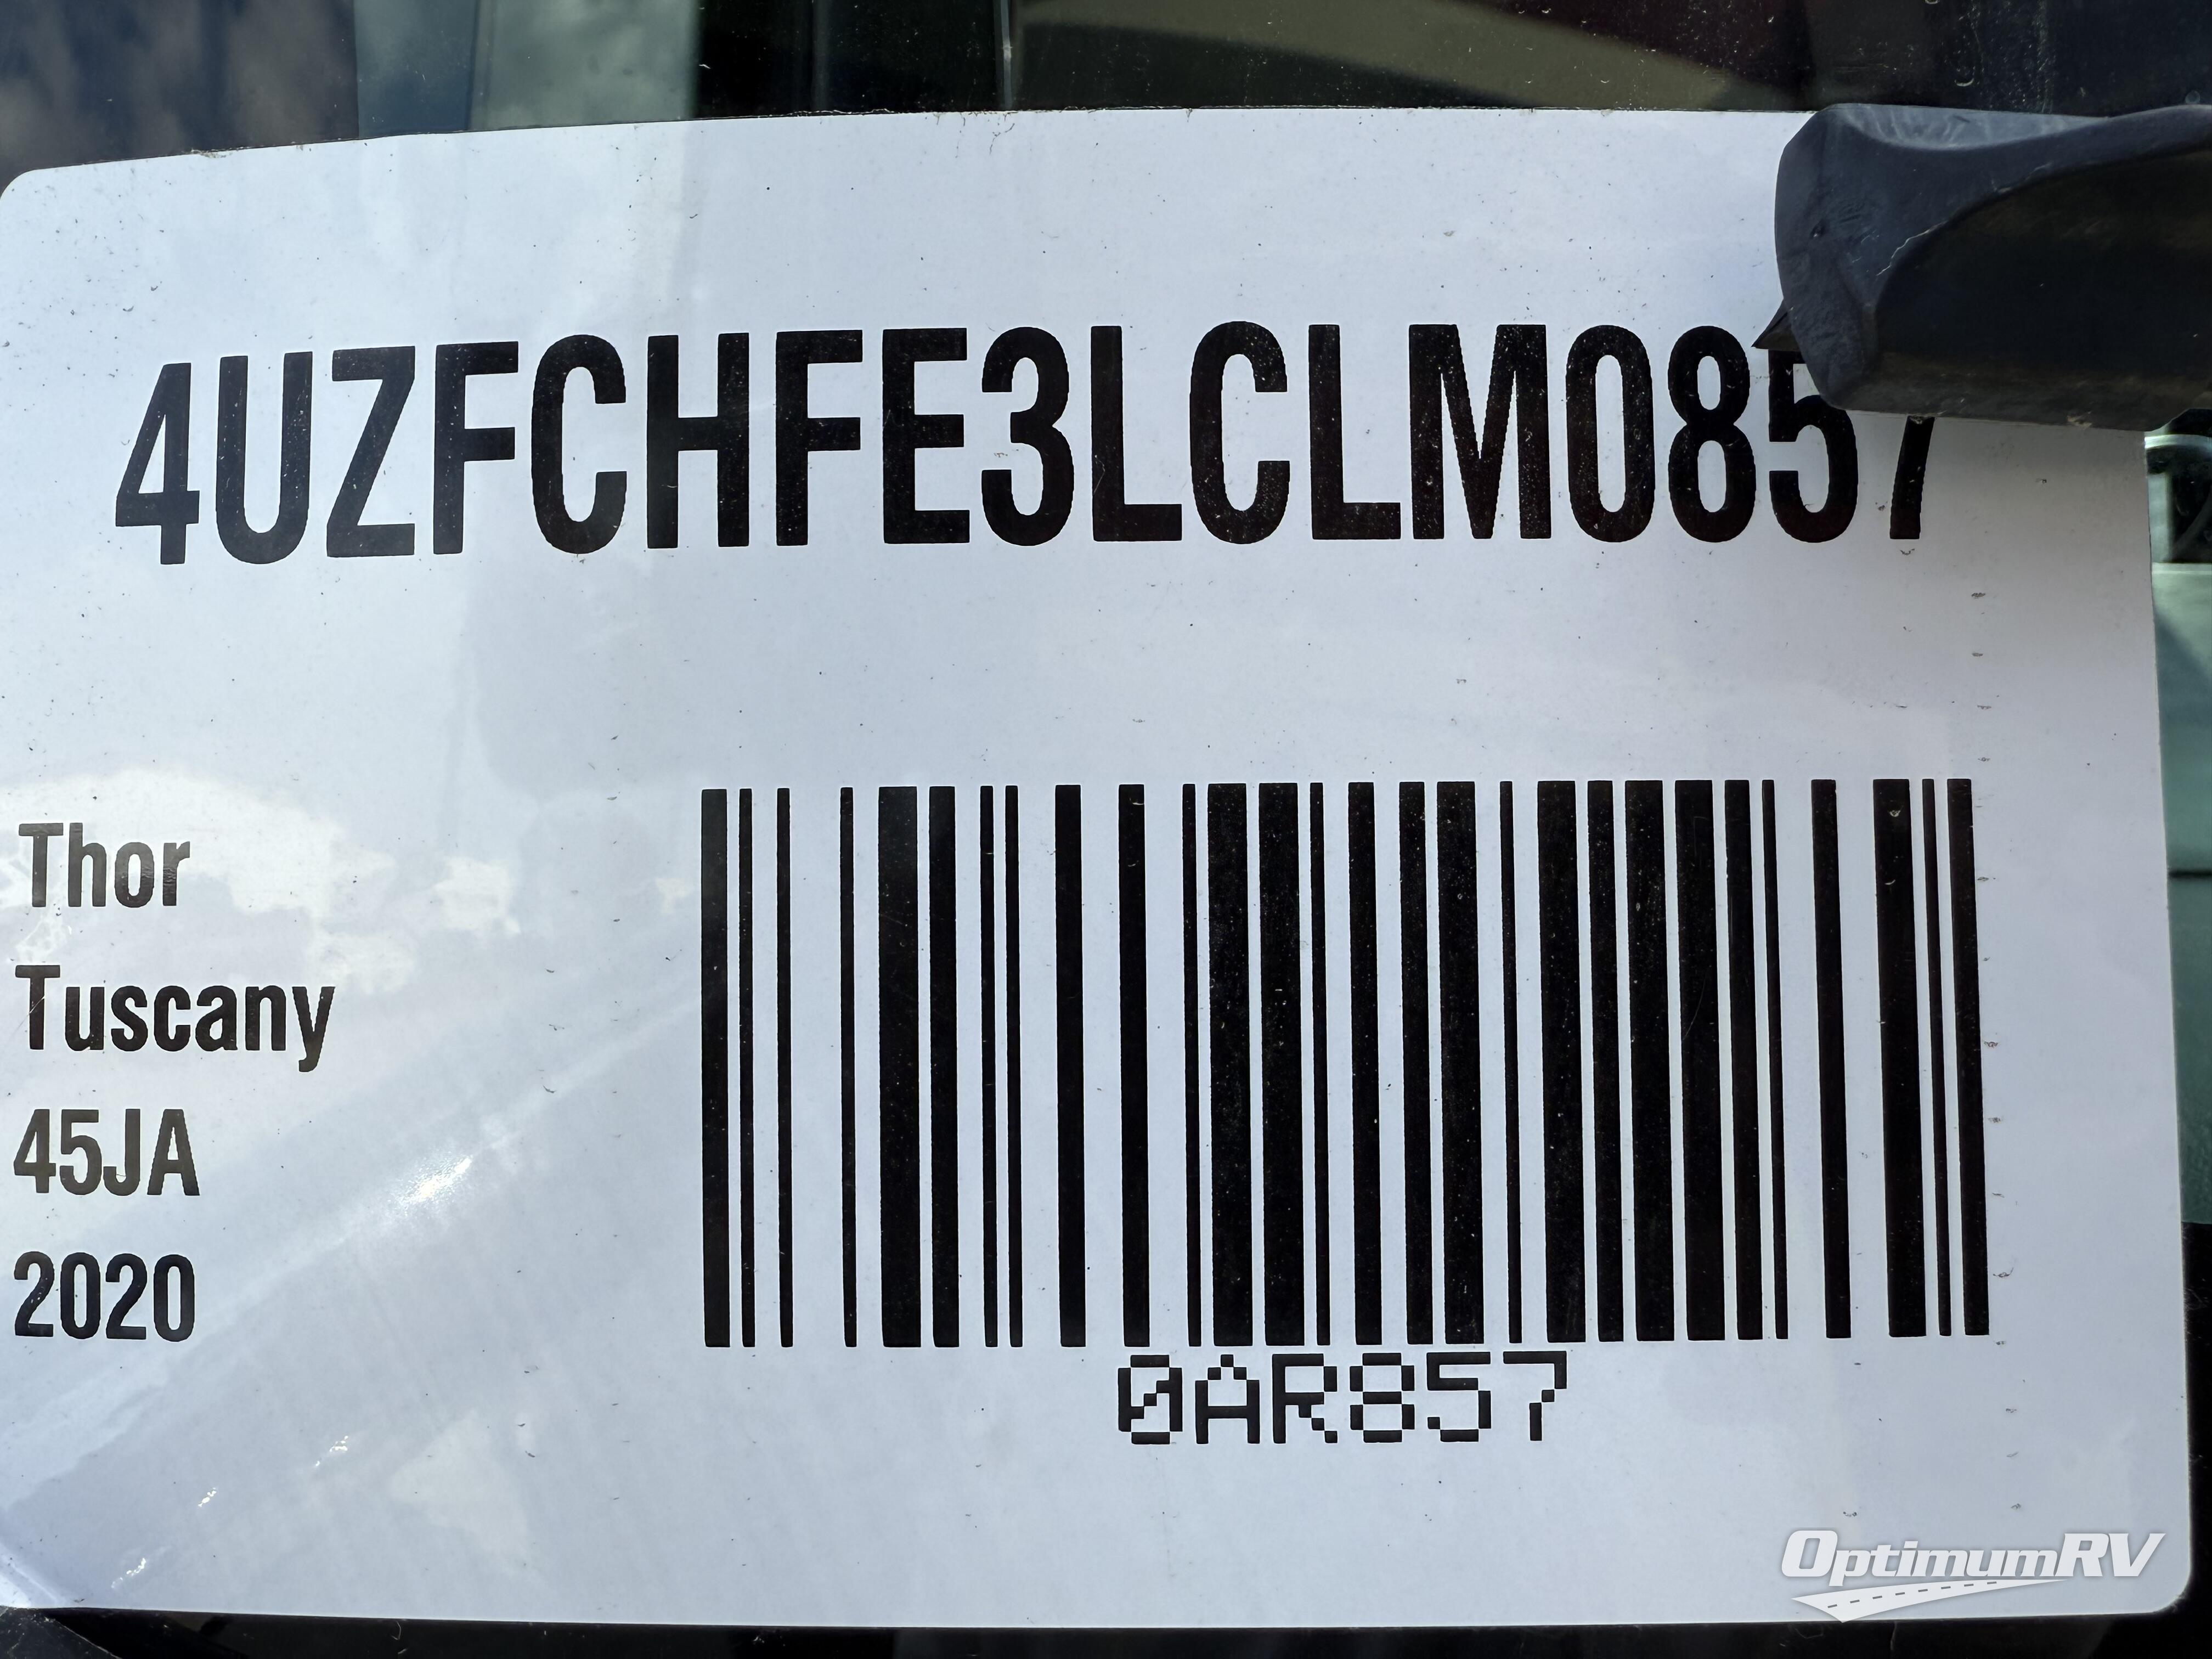 4UZFCHFE3LCLM0857
Thor
Tuscany
45JA
2020
0AR857
OptimumRV